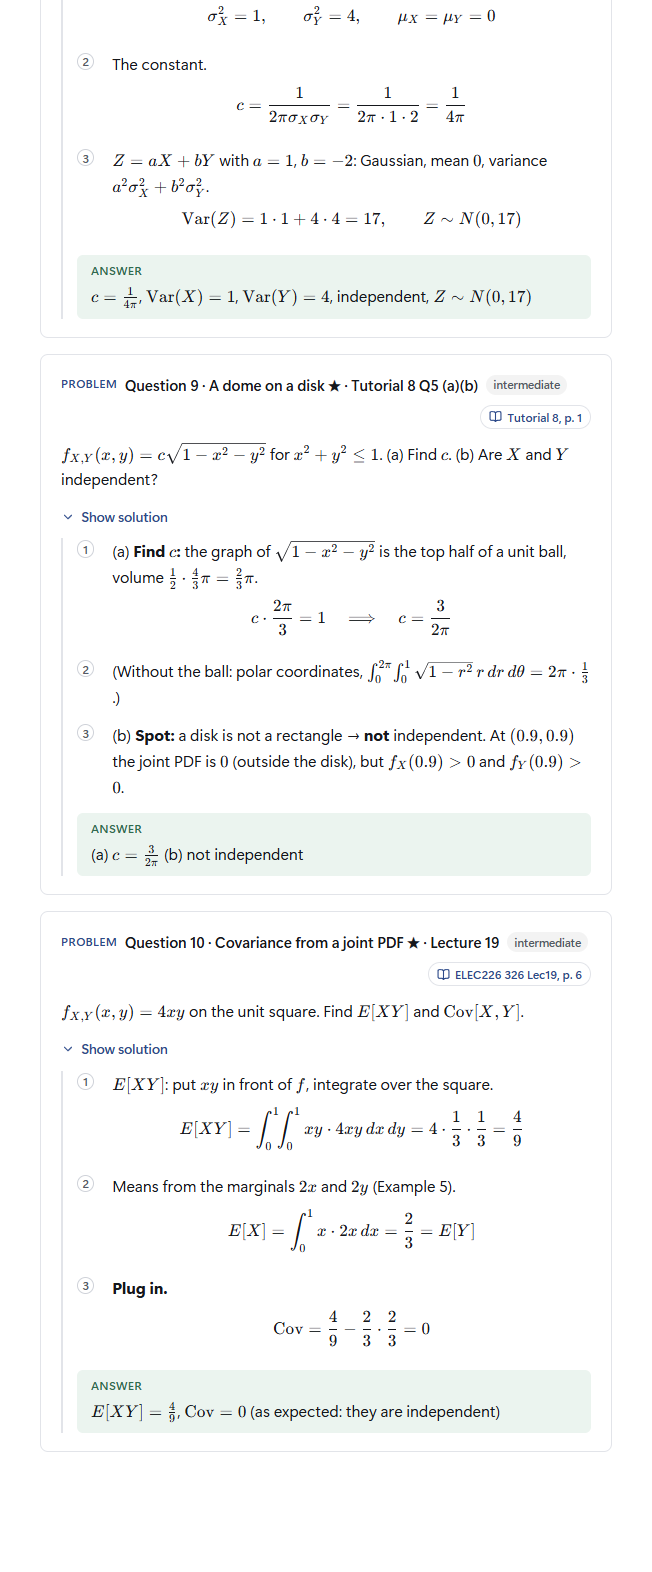 σ²_X = 1, σ²_Y = 4, μ_X = μ_Y = 0
2 The constant.
c = 1/(2πσ_Xσ_Y) = 1/(2π · 1 · 2) = 1/(4π)
3 Z = aX + bY with a = 1, b = −2: Gaussian, mean 0, variance
a²σ²_X + b²σ²_Y.
Var(Z) = 1 · 1 + 4 · 4 = 17, Z ∼ N(0, 17)
ANSWER
c = 1/(4π), Var(X) = 1, Var(Y) = 4, independent, Z ∼ N(0, 17)
PROBLEM Question 9 · A dome on a disk ★ · Tutorial 8 Q5 (a)(b) intermediate
Tutorial 8, p. 1
f_{X,Y}(x, y) = c√(1 − x² − y²) for x² + y² ≤ 1. (a) Find c. (b) Are X and Y
independent?
Show solution
1 (a) Find c: the graph of √(1 − x² − y²) is the top half of a unit ball,
volume 1/2 · 4/3 π = 2/3 π.
c · 2π/3 = 1 ⟹ c = 3/(2π)
2 (Without the ball: polar coordinates, ∫₀^{2π} ∫₀^1 √(1 − r²) r dr dθ = 2π · 1/3
.)
3 (b) Spot: a disk is not a rectangle → not independent. At (0.9, 0.9)
the joint PDF is 0 (outside the disk), but f_X(0.9) > 0 and f_Y(0.9) >
0.
ANSWER
(a) c = 3/(2π) (b) not independent
PROBLEM Question 10 · Covariance from a joint PDF ★ · Lecture 19 intermediate
ELEC226 326 Lec19, p. 6
f_{X,Y}(x, y) = 4xy on the unit square. Find E[XY] and Cov[X, Y].
Show solution
1 E[XY]: put xy in front of f, integrate over the square.
E[XY] = ∫₀^1 ∫₀^1 xy · 4xy dx dy = 4 · 1/3 · 1/3 = 4/9
2 Means from the marginals 2x and 2y (Example 5).
E[X] = ∫₀^1 x · 2x dx = 2/3 = E[Y]
3 Plug in.
Cov = 4/9 − 2/3 · 2/3 = 0
ANSWER
E[XY] = 4/9, Cov = 0 (as expected: they are independent)